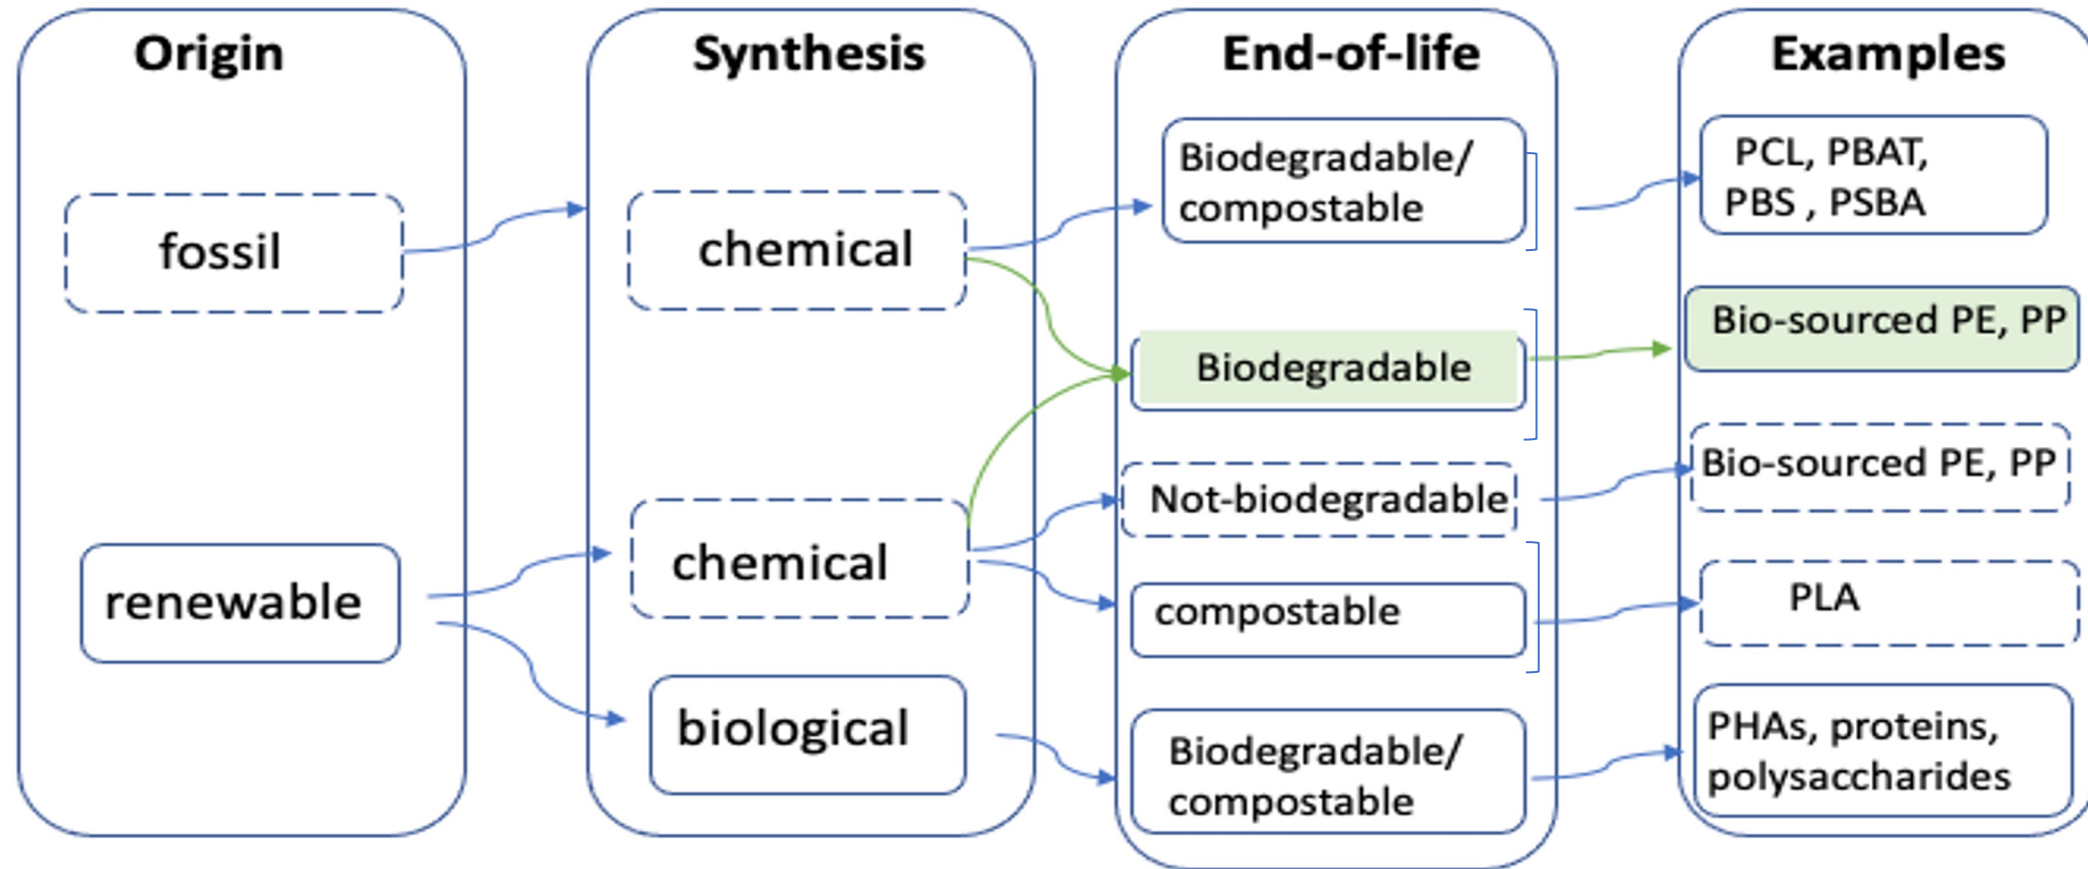 Origin
fossil
renewable
Synthesis
chemical
chemical
biological
End-of-life
Biodegradable/
compostable
Biodegradable
Not-biodegradable
compostable
Biodegradable/
compostable
Examples
PCL, PBAT,
PBS , PSBA
Bio-sourced PE, PP
Bio-sourced PE, PP
PLA
PHAs, proteins,
polysaccharides